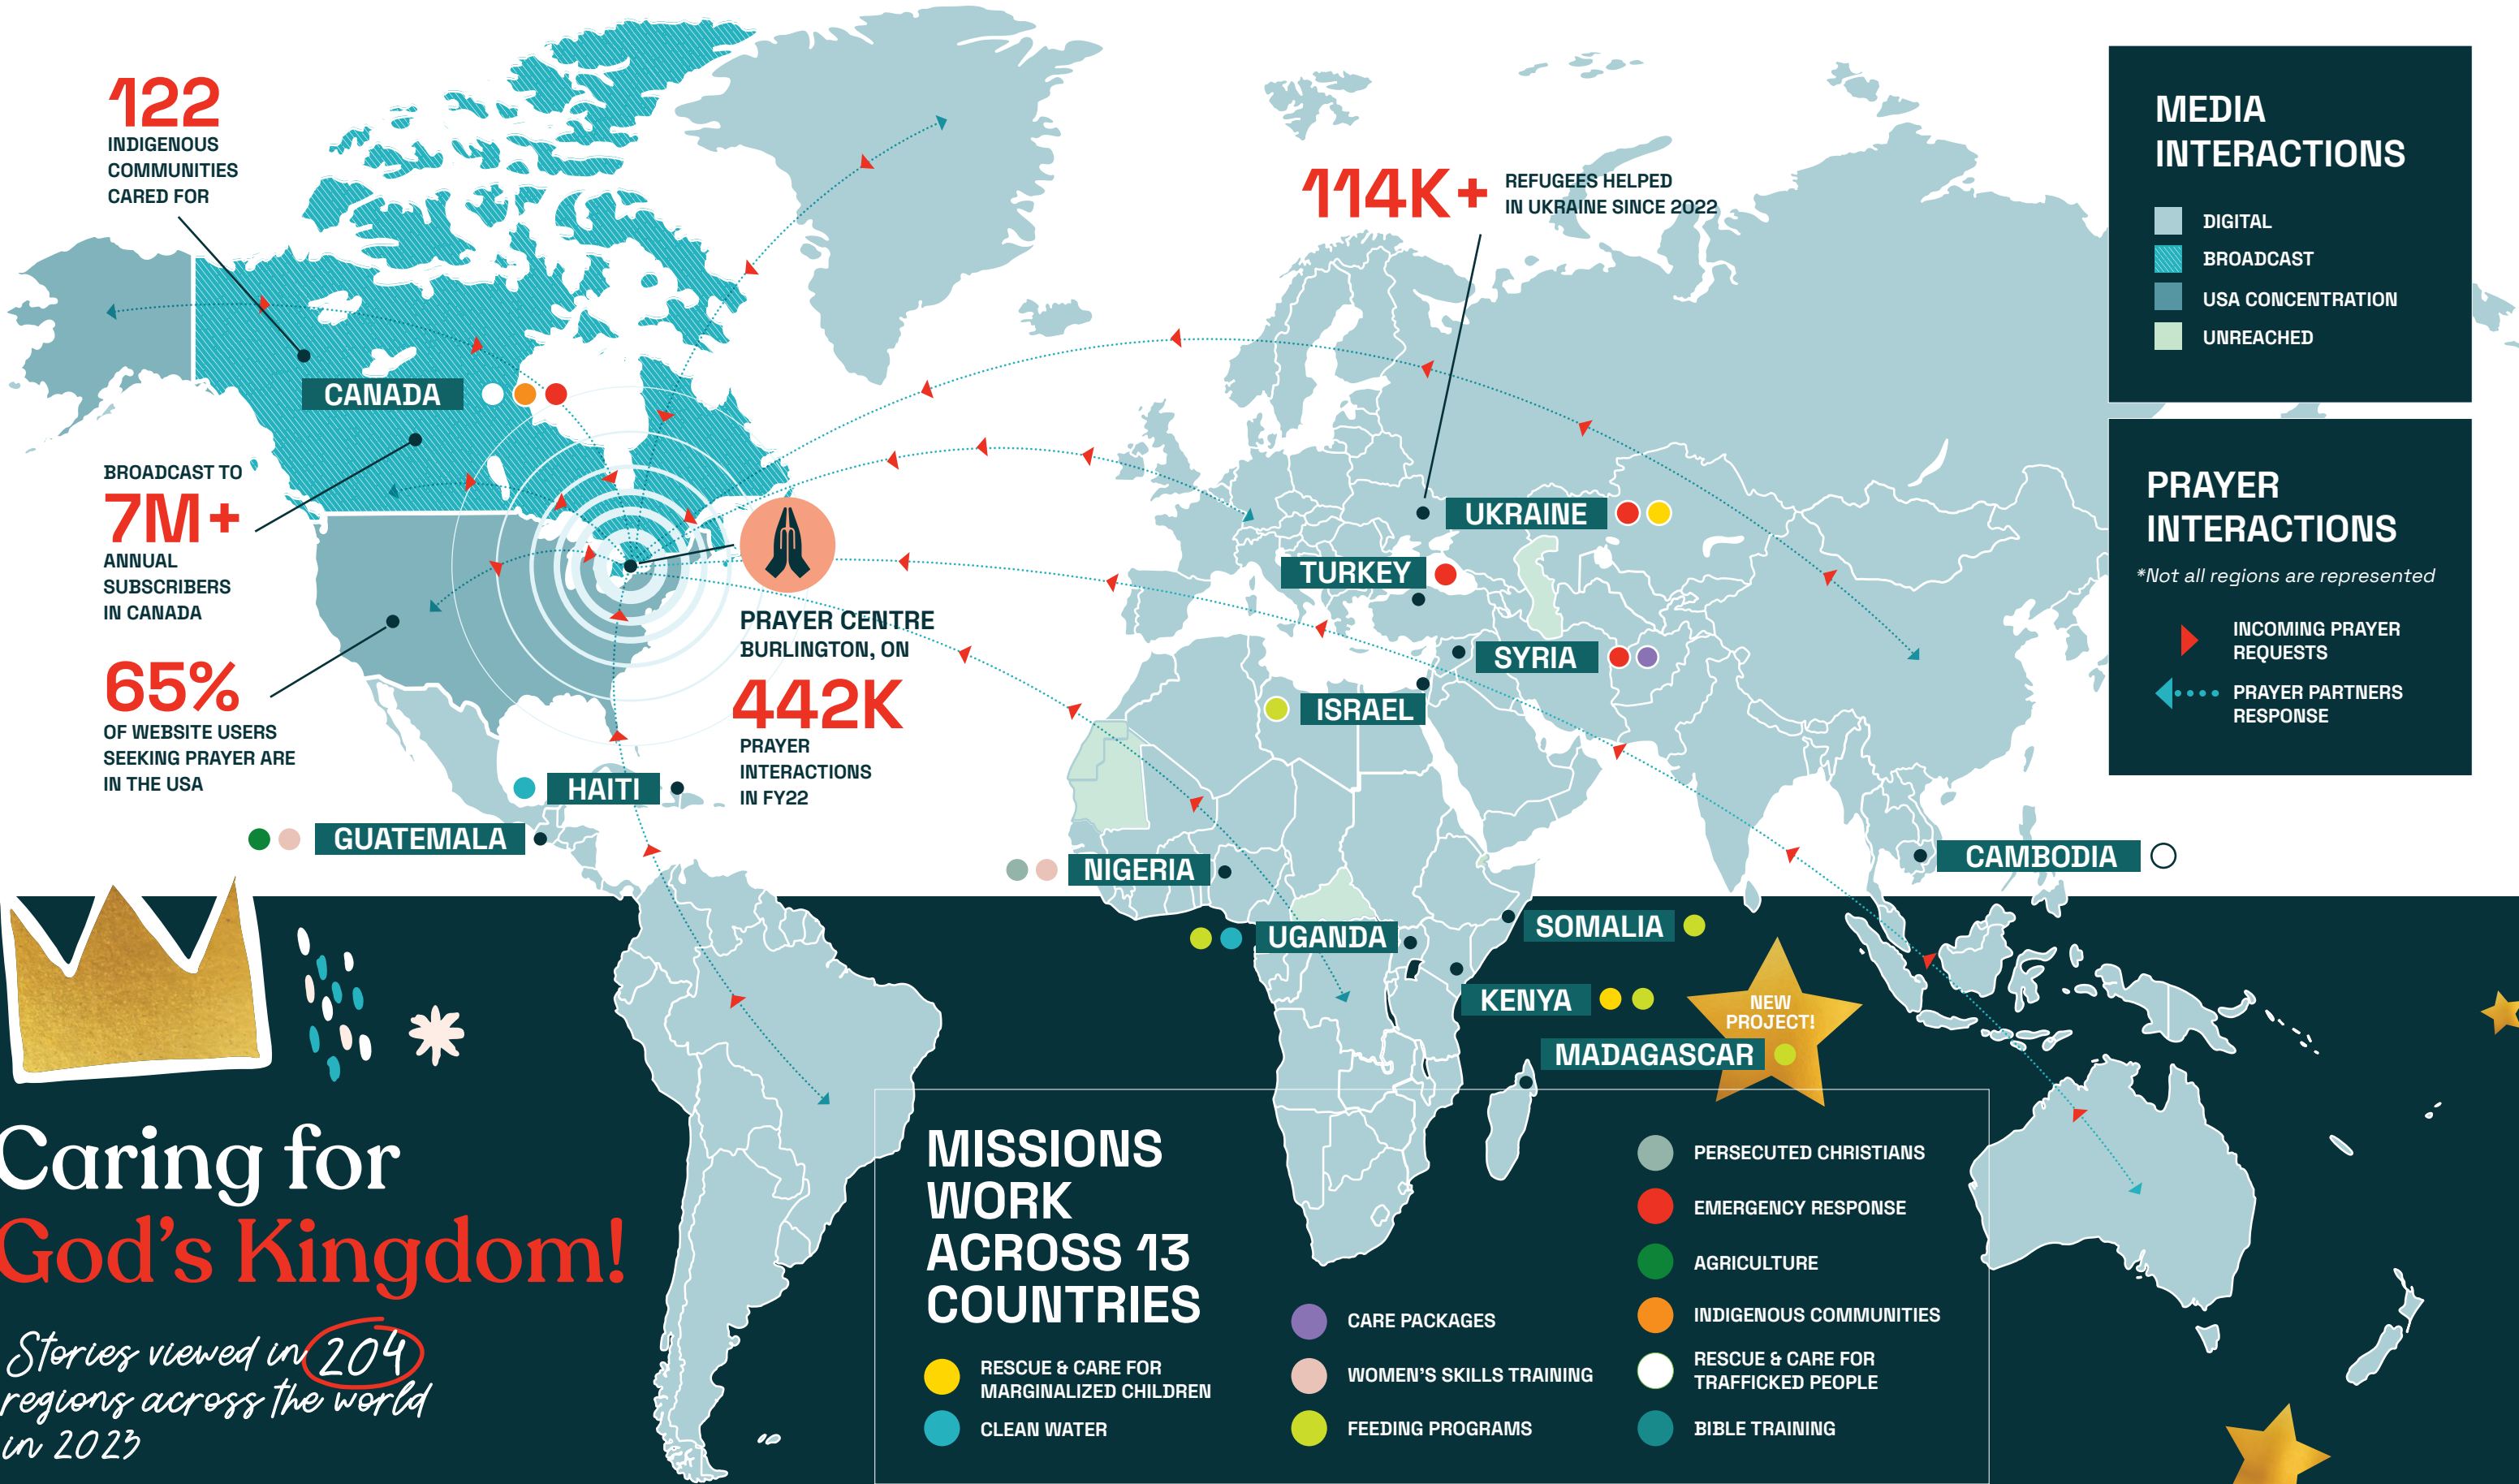 122
INDIGENOUS
COMMUNITIES
CARED FOR
CANADA
BROADCAST TO
7M+
ANNUAL
SUBSCRIBERS
IN CANADA
65%
OF WEBSITE USERS
SEEKING PRAYER ARE
IN THE USA
PRAYER CENTRE
BURLINGTON, ON
442K
PRAYER
INTERACTIONS
IN FY22
HAITI
GUATEMALA
114K+
REFUGEES HELPED
IN UKRAINE SINCE 2022
UKRAINE
TURKEY
SYRIA
ISRAEL
NIGERIA
UGANDA
SOMALIA
KENYA
MADAGASCAR
NEW
PROJECT!
CAMBODIA
MEDIA
INTERACTIONS
DIGITAL
BROADCAST
USA CONCENTRATION
UNREACHED
PRAYER
INTERACTIONS
*Not all regions are represented
INCOMING PRAYER
REQUESTS
PRAYER PARTNERS
RESPONSE
Caring for
God's Kingdom!
Stories viewed in 204
regions across the world
in 2023
MISSIONS
WORK
ACROSS 13
COUNTRIES
RESCUE & CARE FOR
MARGINALIZED CHILDREN
CLEAN WATER
CARE PACKAGES
WOMEN'S SKILLS TRAINING
FEEDING PROGRAMS
PERSECUTED CHRISTIANS
EMERGENCY RESPONSE
AGRICULTURE
INDIGENOUS COMMUNITIES
RESCUE & CARE FOR
TRAFFICKED PEOPLE
BIBLE TRAINING